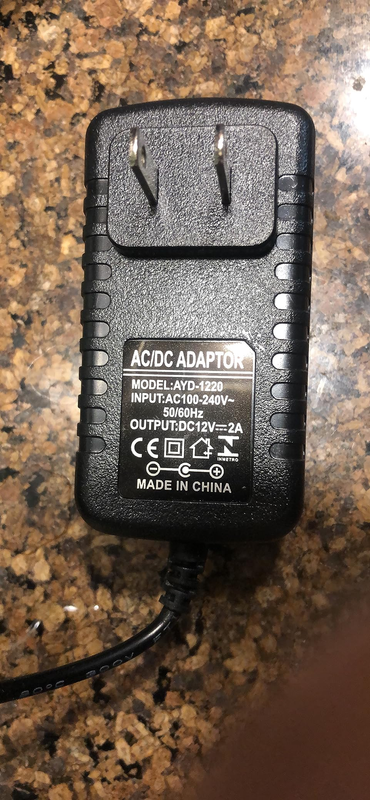 AC/DC ADAPTOR
MODEL:AYD-1220
INPUT:AC100-240V~
50/60Hz
OUTPUT:DC12V⎓2A
CE
INMETRO
MADE IN CHINA